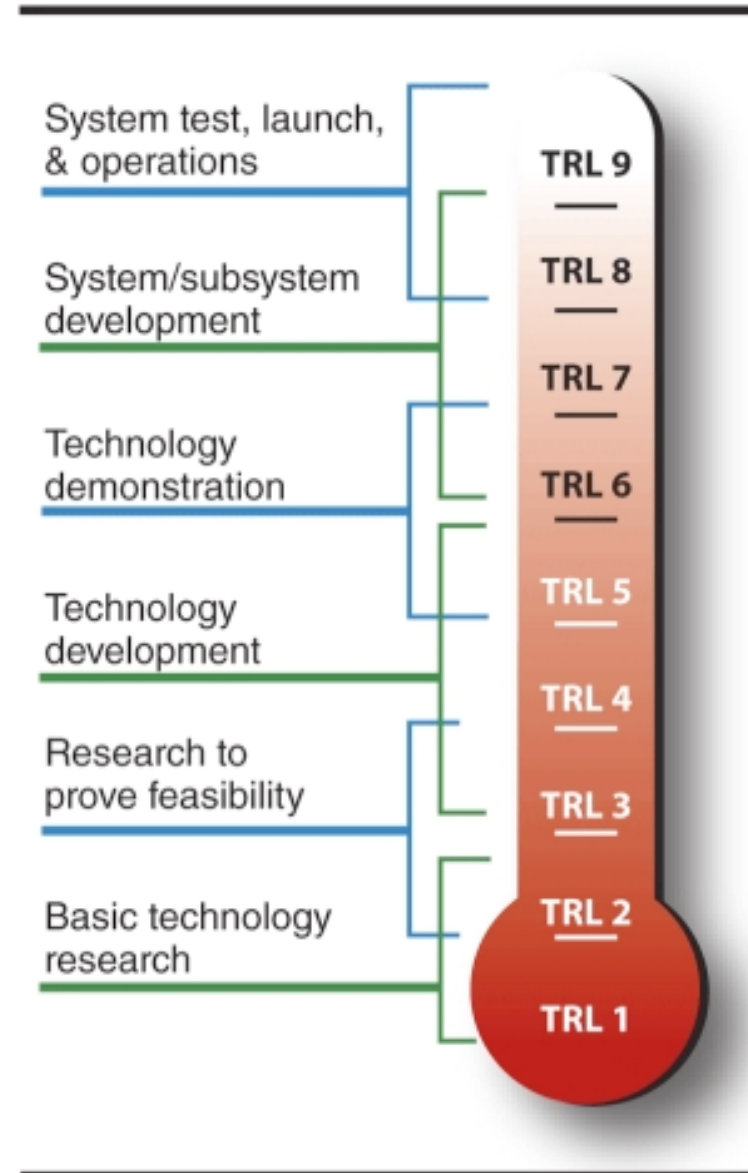 System test, launch,
& operations
System/subsystem
development
Technology
demonstration
Technology
development
Research to
prove feasibility
Basic technology
research
TRL 9
TRL 8
TRL 7
TRL 6
TRL 5
TRL 4
TRL 3
TRL 2
TRL 1